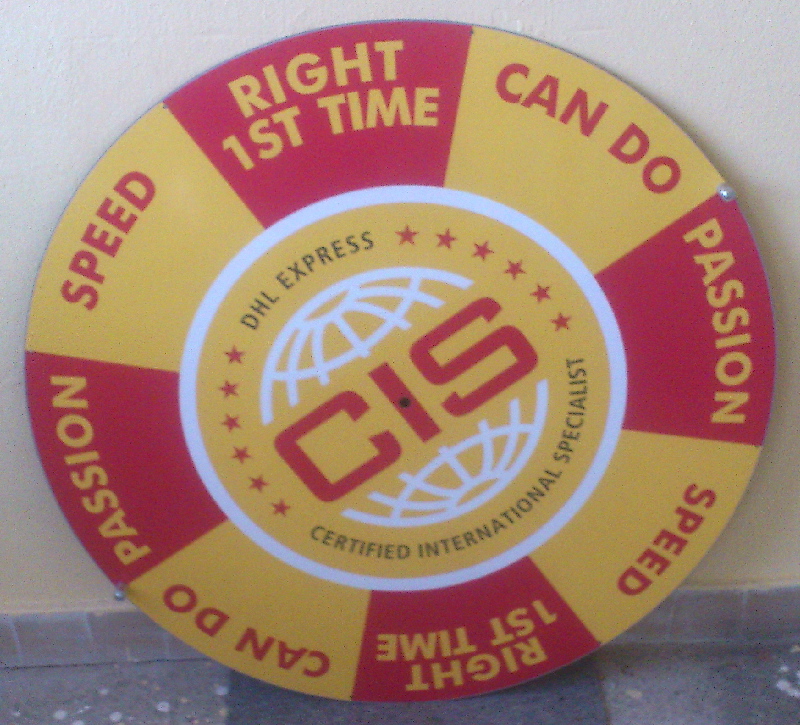 RIGHT
1ST TIME
CAN DO
PASSION
SPEED
RIGHT
1ST TIME
CAN DO
PASSION
SPEED
DHL EXPRESS
CIS
CERTIFIED INTERNATIONAL SPECIALIST